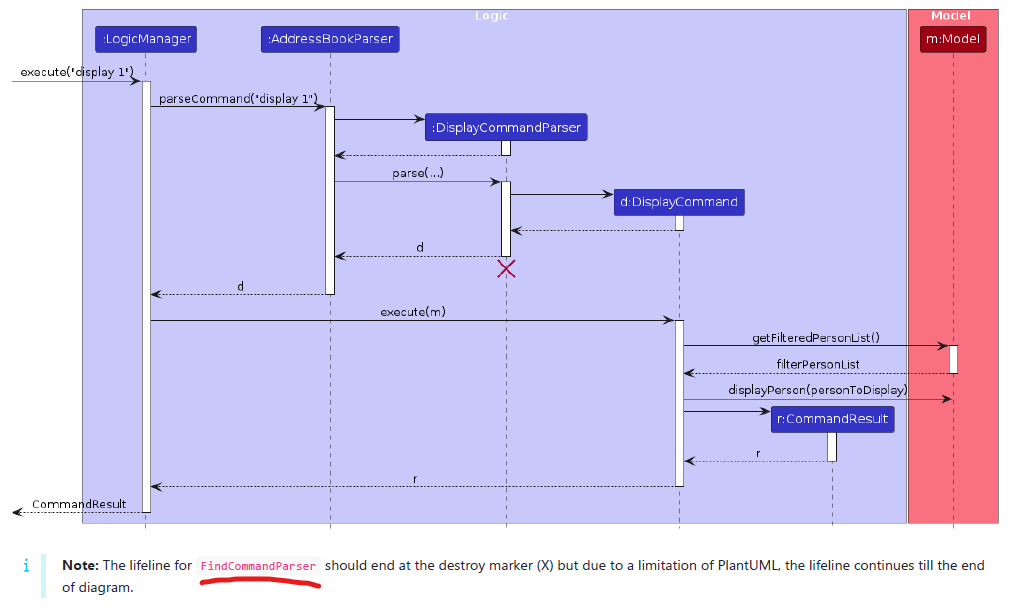 Logic
Model
:LogicManager
:AddressBookParser
m:Model
execute("display 1")
parseCommand("display 1")
:DisplayCommandParser
parse(...)
d:DisplayCommand
d
d
execute(m)
getFilteredPersonList()
filterPersonList
displayPerson(personToDisplay)
r:CommandResult
r
r
CommandResult
i
Note: The lifeline for FindCommandParser should end at the destroy marker (X) but due to a limitation of PlantUML, the lifeline continues till the end
of diagram.